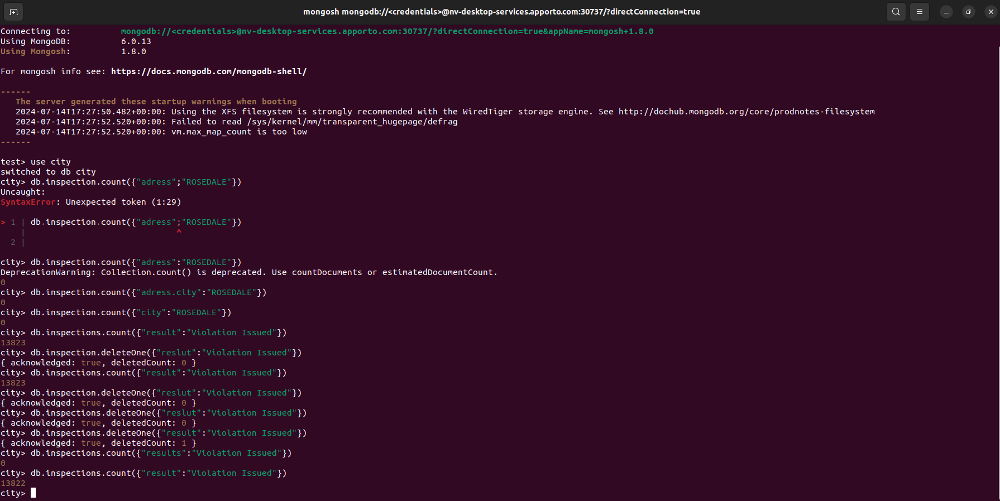 mongosh mongodb://<credentials>@nv-desktop-services.apporto.com:30737/?directConnection=true
Connecting to: mongodb://<credentials>@nv-desktop-services.apporto.com:30737/?directConnection=true&appName=mongosh+1.8.0
Using MongoDB: 6.0.13
Using Mongosh: 1.8.0
For mongosh info see: https://docs.mongodb.com/mongodb-shell/
------
The server generated these startup warnings when booting
2024-07-14T17:27:50.482+00:00: Using the XFS filesystem is strongly recommended with the WiredTiger storage engine. See http://dochub.mongodb.org/core/prodnotes-filesystem
2024-07-14T17:27:52.520+00:00: Failed to read /sys/kernel/mm/transparent_hugepage/defrag
2024-07-14T17:27:52.520+00:00: vm.max_map_count is too low
------
test> use city
switched to db city
city> db.inspection.count({"adress";"ROSEDALE"})
Uncaught:
SyntaxError: Unexpected token (1:29)
> 1 | db.inspection.count({"adress";"ROSEDALE"})
| ^
2 |
city> db.inspection.count({"adress":"ROSEDALE"})
DeprecationWarning: Collection.count() is deprecated. Use countDocuments or estimatedDocumentCount.
0
city> db.inspection.count({"adress.city":"ROSEDALE"})
0
city> db.inspection.count({"city":"ROSEDALE"})
0
city> db.inspections.count({"result":"Violation Issued"})
13823
city> db.inspection.deleteOne({"reslut":"Violation Issued"})
{ acknowledged: true, deletedCount: 0 }
city> db.inspections.count({"result":"Violation Issued"})
13823
city> db.inspection.deleteOne({"reslut":"Violation Issued"})
{ acknowledged: true, deletedCount: 0 }
city> db.inspections.deleteOne({"reslut":"Violation Issued"})
{ acknowledged: true, deletedCount: 0 }
city> db.inspections.deleteOne({"result":"Violation Issued"})
{ acknowledged: true, deletedCount: 1 }
city> db.inspections.count({"results":"Violation Issued"})
0
city> db.inspections.count({"result":"Violation Issued"})
13822
city>